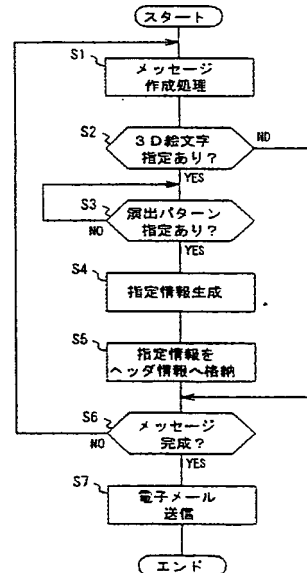 スタート
S1
メッセージ
作成処理
S2
3D絵文字
指定あり?
NO
YES
S3
演出パターン
指定あり?
NO
YES
S4
指定情報生成
S5
指定情報を
ヘッダ情報へ格納
S6
メッセージ
完成?
NO
YES
S7
電子メール
送信
エンド